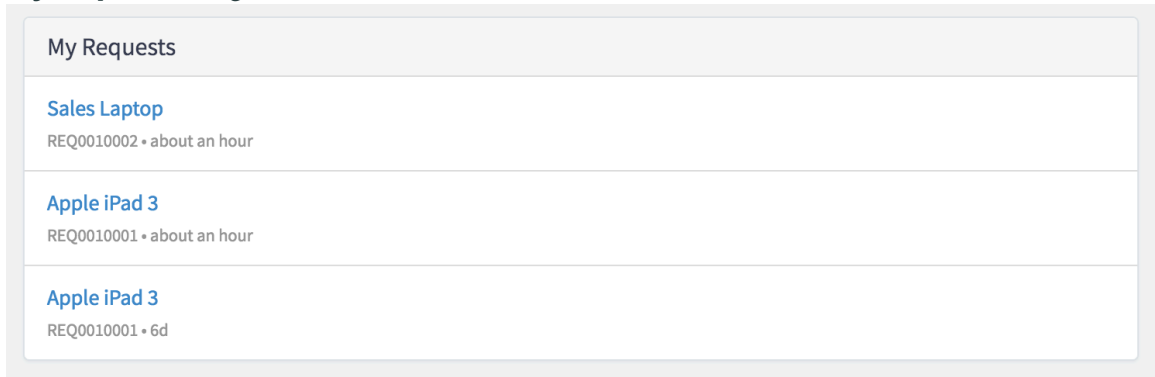 My Requests
Sales Laptop
REQ0010002 • about an hour
Apple iPad 3
REQ0010001 • about an hour
Apple iPad 3
REQ0010001 • 6d